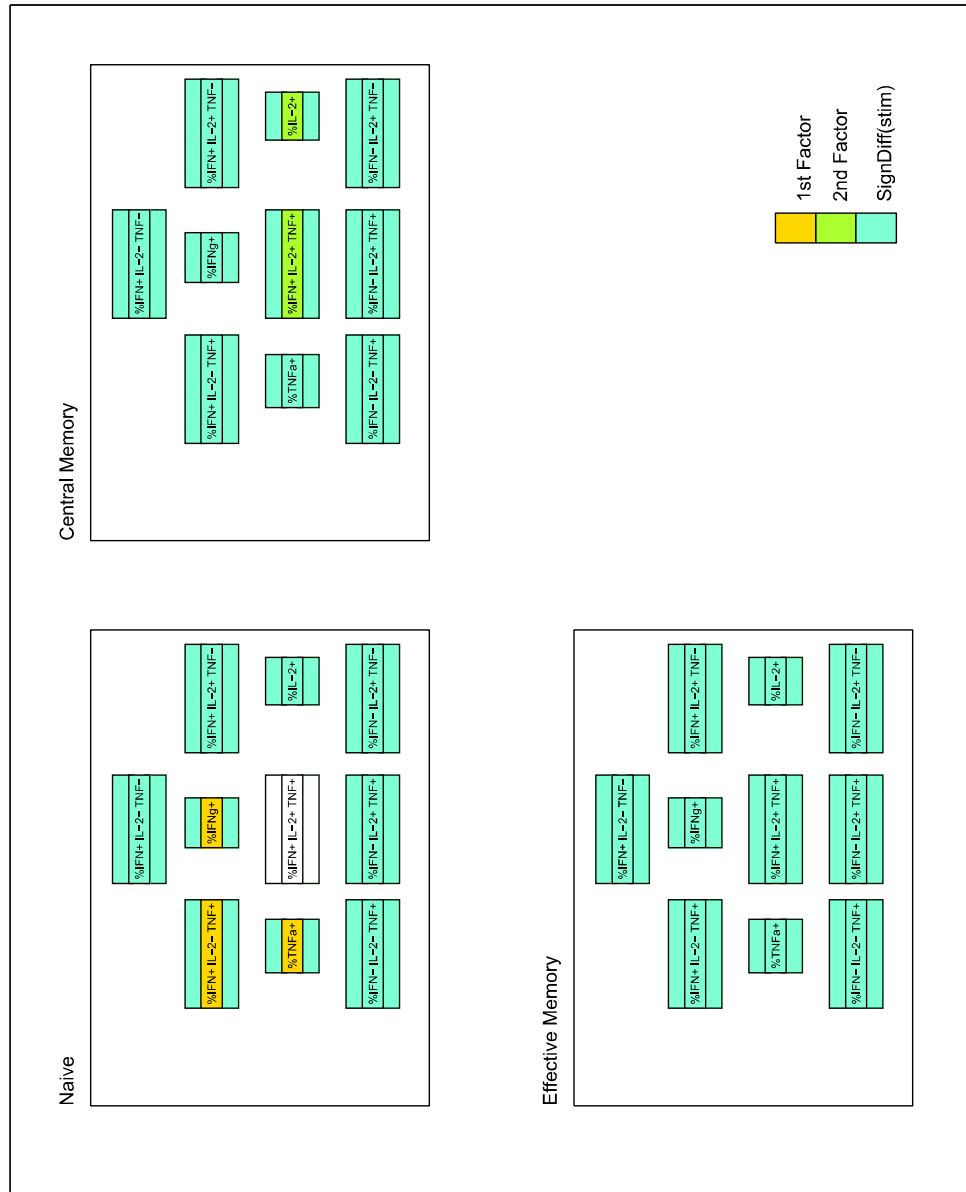 Naive
%IFN+ IL−2− TNF−
%IFN+ IL−2− TNF+
%IFNg+
%IFN+ IL−2+ TNF−
%TNFa+
%IFN+ IL−2+ TNF+
%IL−2+
%IFN− IL−2− TNF+
%IFN− IL−2+ TNF+
%IFN− IL−2+ TNF−
Central Memory
%IFN+ IL−2− TNF−
%IFN+ IL−2− TNF+
%IFNg+
%IFN+ IL−2+ TNF−
%TNFa+
%IFN+ IL−2+ TNF+
%IL−2+
%IFN− IL−2− TNF+
%IFN− IL−2+ TNF+
%IFN− IL−2+ TNF−
Effective Memory
%IFN+ IL−2− TNF−
%IFN+ IL−2− TNF+
%IFNg+
%IFN+ IL−2+ TNF−
%TNFa+
%IFN+ IL−2+ TNF+
%IL−2+
%IFN− IL−2− TNF+
%IFN− IL−2+ TNF+
%IFN− IL−2+ TNF−
1st Factor
2nd Factor
SignDiff(stim)